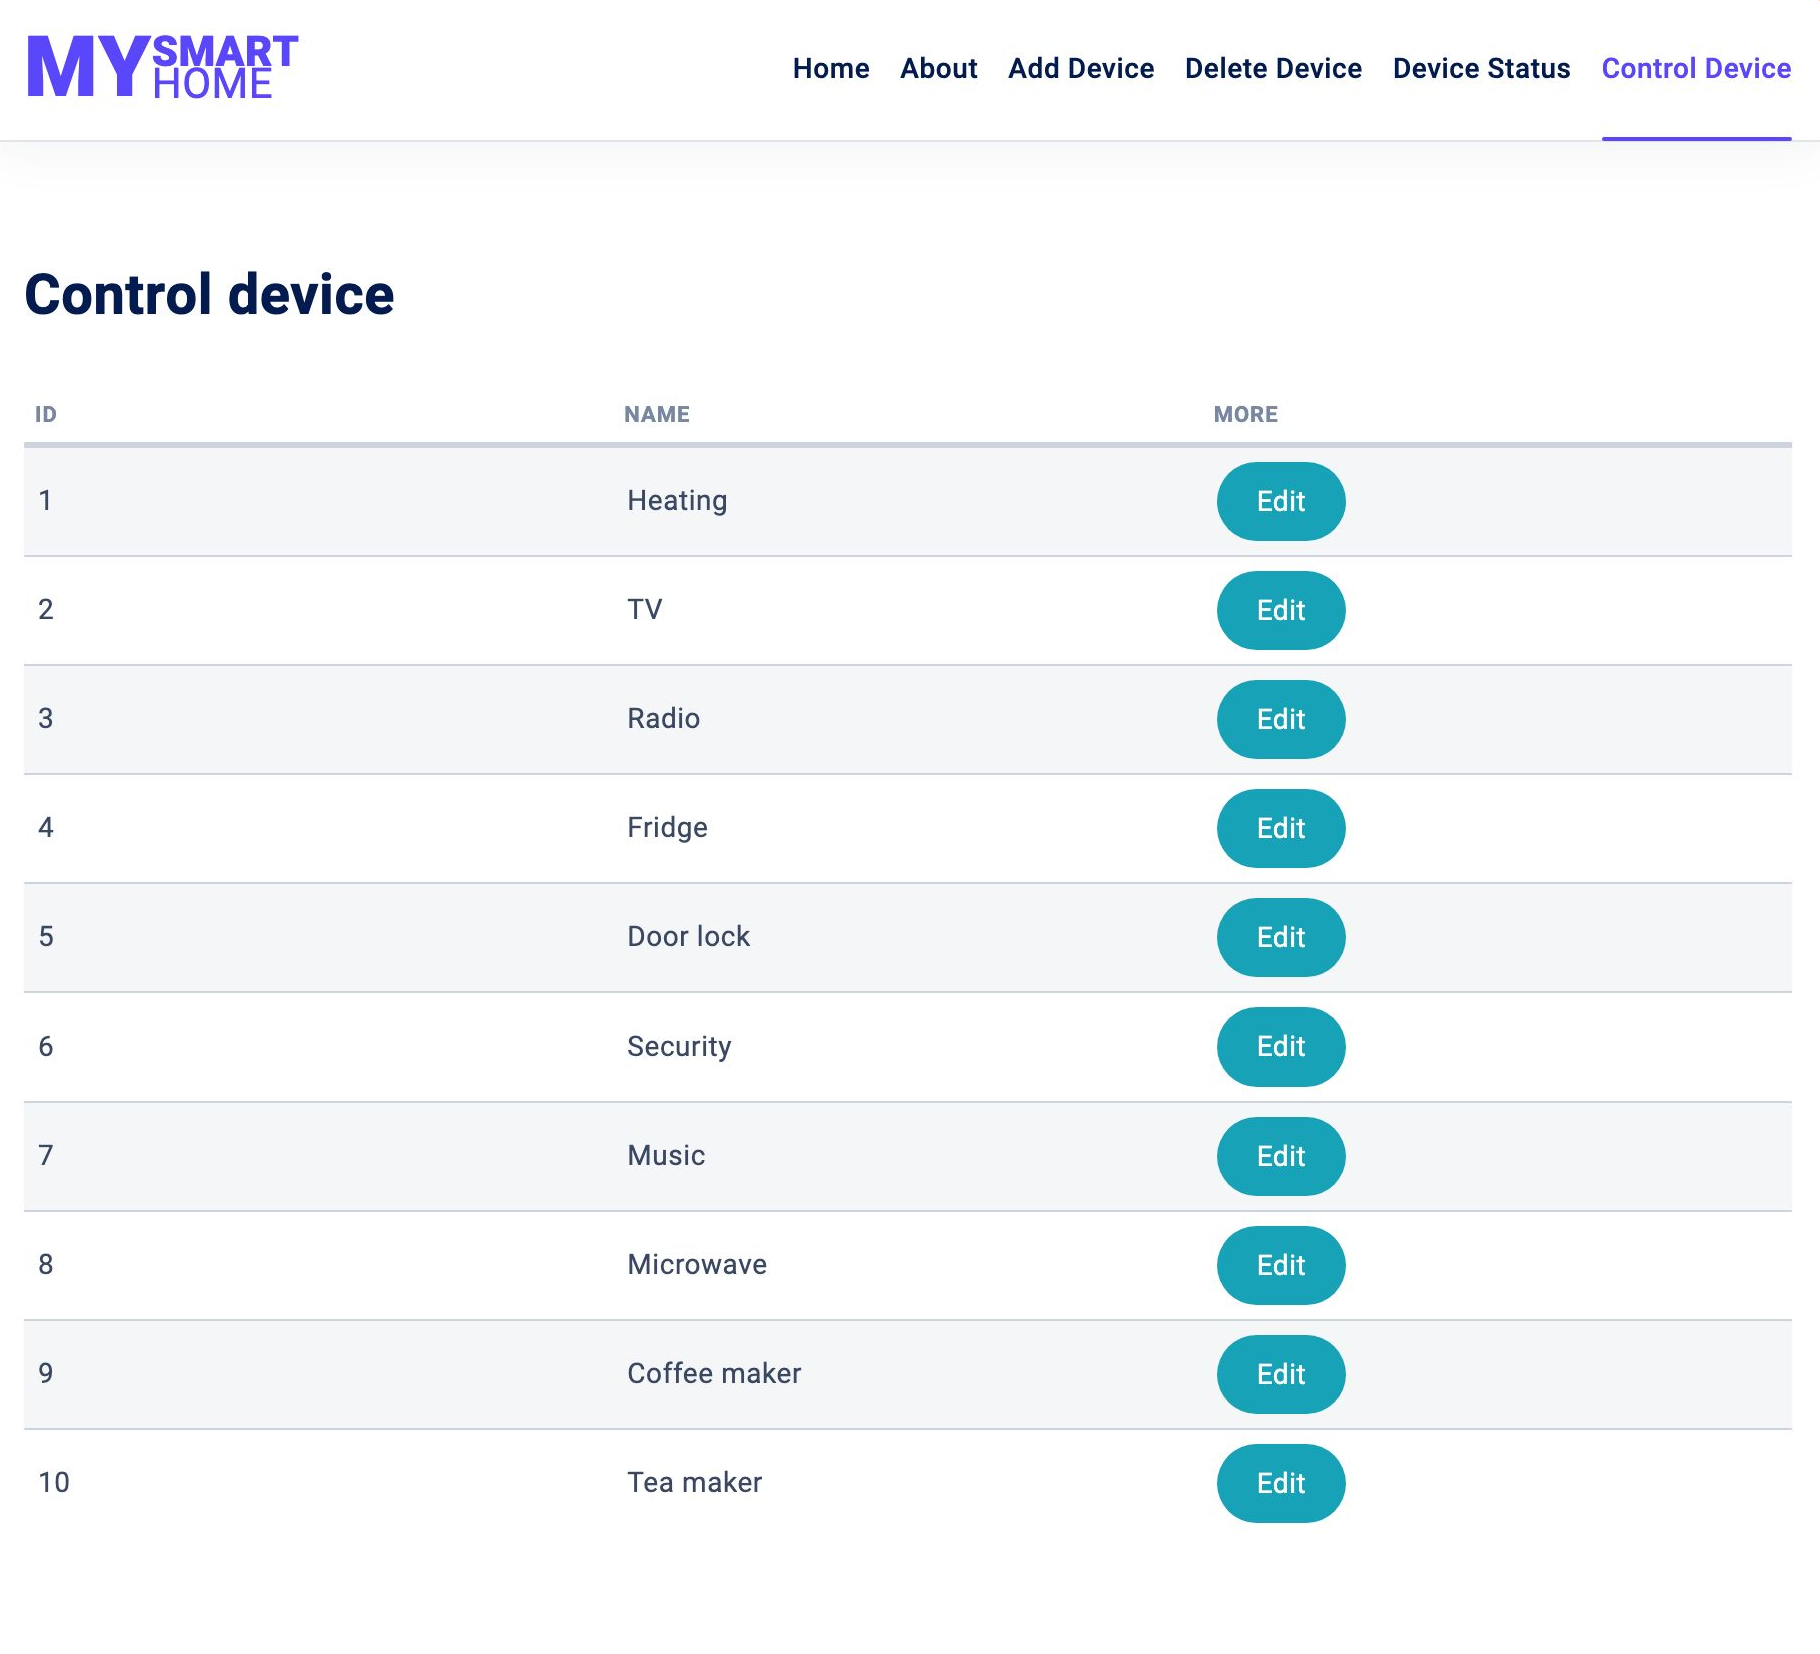 MY SMART HOME
Home About Add Device Delete Device Device Status Control Device
Control device
ID NAME MORE
1 Heating Edit
2 TV Edit
3 Radio Edit
4 Fridge Edit
5 Door lock Edit
6 Security Edit
7 Music Edit
8 Microwave Edit
9 Coffee maker Edit
10 Tea maker Edit